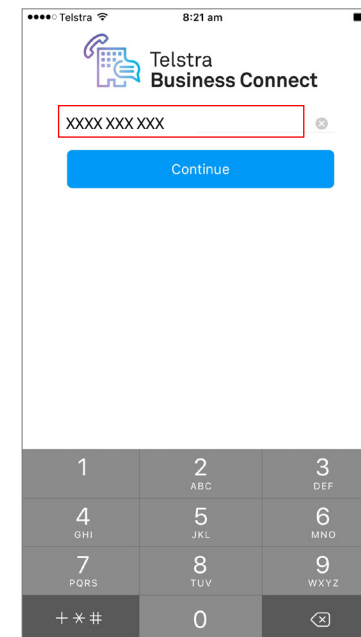 Telstra
8:21 am
Telstra
Business Connect
XXXX XXX XXX
Continue
1
2
ABC
3
DEF
4
GHI
5
JKL
6
MNO
7
PQRS
8
TUV
9
WXYZ
+*#
0